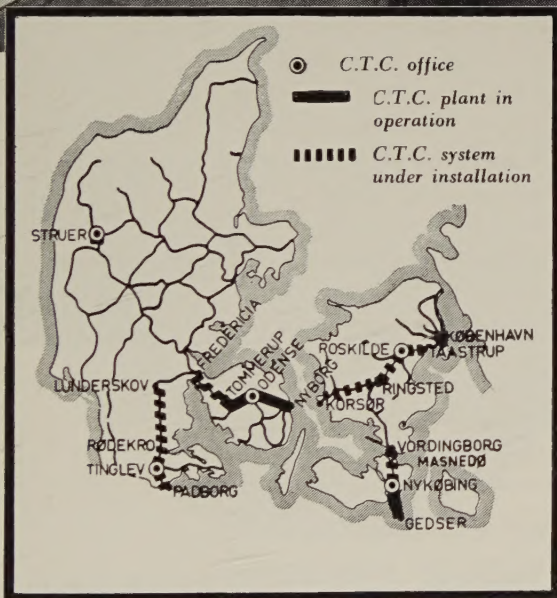 C.T.C. office
C.T.C. plant in
operation
C.T.C. system
under installation
STRUER
FREDERICIA
TOMMERUP
ODENSE
NYBORG
LUNDERSKOV
RØDEKRO
TINGLEV
PADBORG
KØBENHAVN
ROSKILDE
TAASTRUP
RINGSTED
KORSØR
VORDINGBORG
MASNEDØ
NYKØBING
GEDSER